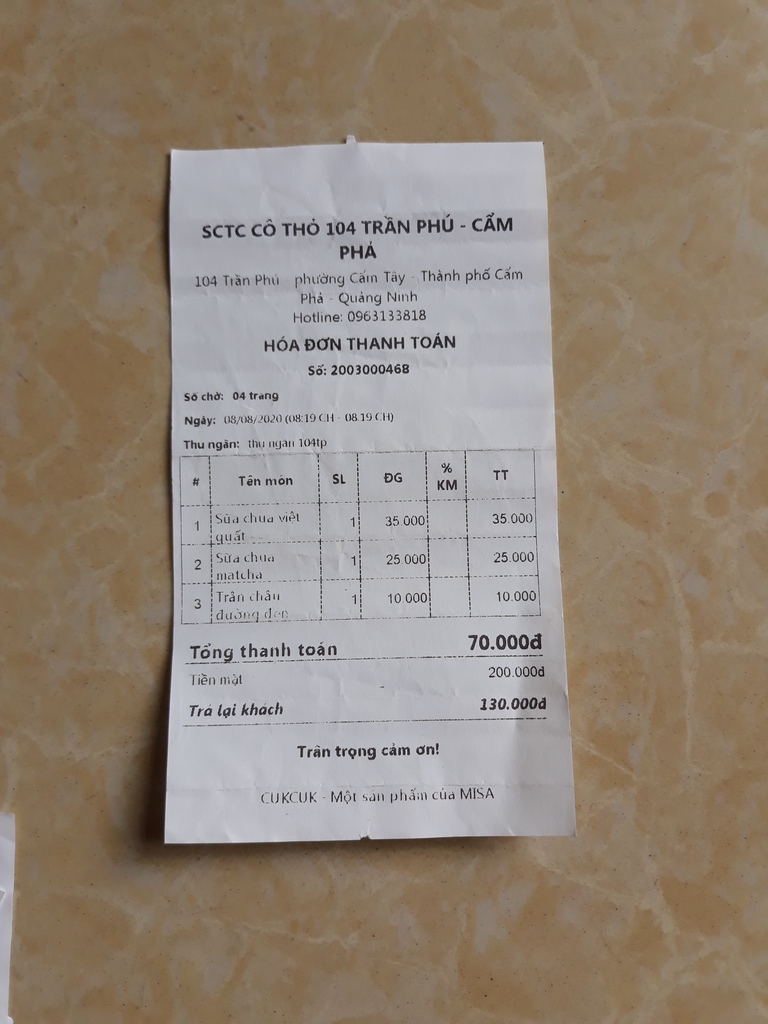 SCTC CÔ THỎ 104 TRẦN PHÚ - CẨM
PHẢ
104 Trần Phú phường Cẩm Tây - Thành phố Cẩm
Phả - Quảng Ninh
Hotline: 0963133818
HÓA ĐƠN THANH TOÁN
Số: 2003000468
Số chờ: 04 trang
Ngày: 08/08/2020 (08:19 CH - 08:19 CH)
Thu ngân: thu ngan 104tp
# Tên món SL ĐG % KM TT
1 Sữa chua việt quất 1 35.000 35.000
2 Sữa chua matcha 1 25.000 25.000
3 Trân châu đường đen 1 10.000 10.000
Tổng thanh toán 70.000đ
Tiền mặt 200.000đ
Trả lại khách 130.000đ
Trân trọng cảm ơn!
CUKCUK - Một sản phẩm của MISA